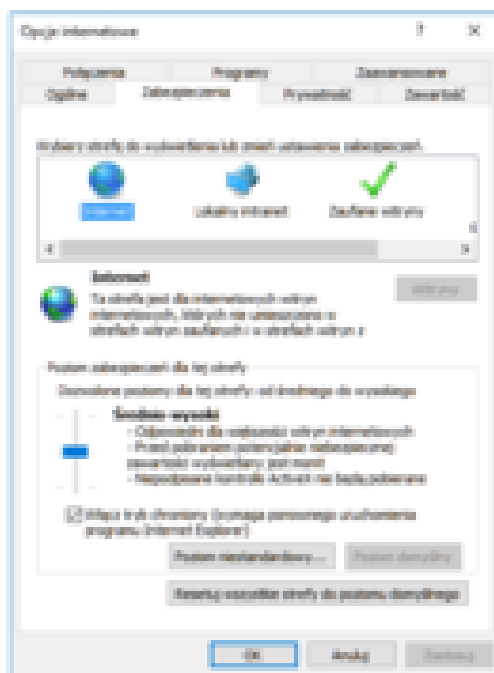 Opcje internetowe
Połączenia Programy Zaawansowane
Ogólne Zabezpieczenia Prywatność Zawartość
Wybierz strefę do wyświetlenia lub zmień ustawienia zabezpieczeń.
Internet Lokalny intranet Zaufane witryny
Internet
Witryny
Ta strefa jest dla internetowych witryn
internetowych, których nie umieszczono w
strefach witryn zaufanych i w strefach witryn z
Poziom zabezpieczeń dla tej strefy
Dozwolone poziomy dla tej strefy: od średniego do wysokiego
Średnio-wysoki
- Odpowiedni dla większości witryn internetowych
- Przed pobraniem potencjalnie niebezpiecznej
zawartości wyświetlany jest monit
- Niepodpisane kontrolki ActiveX nie będą pobierane
Włącz tryb chroniony (wymaga ponownego uruchomienia
programu Internet Explorer)
Poziom niestandardowy... Poziom domyślny
Resetuj wszystkie strefy do poziomu domyślnego
OK Anuluj Zastosuj